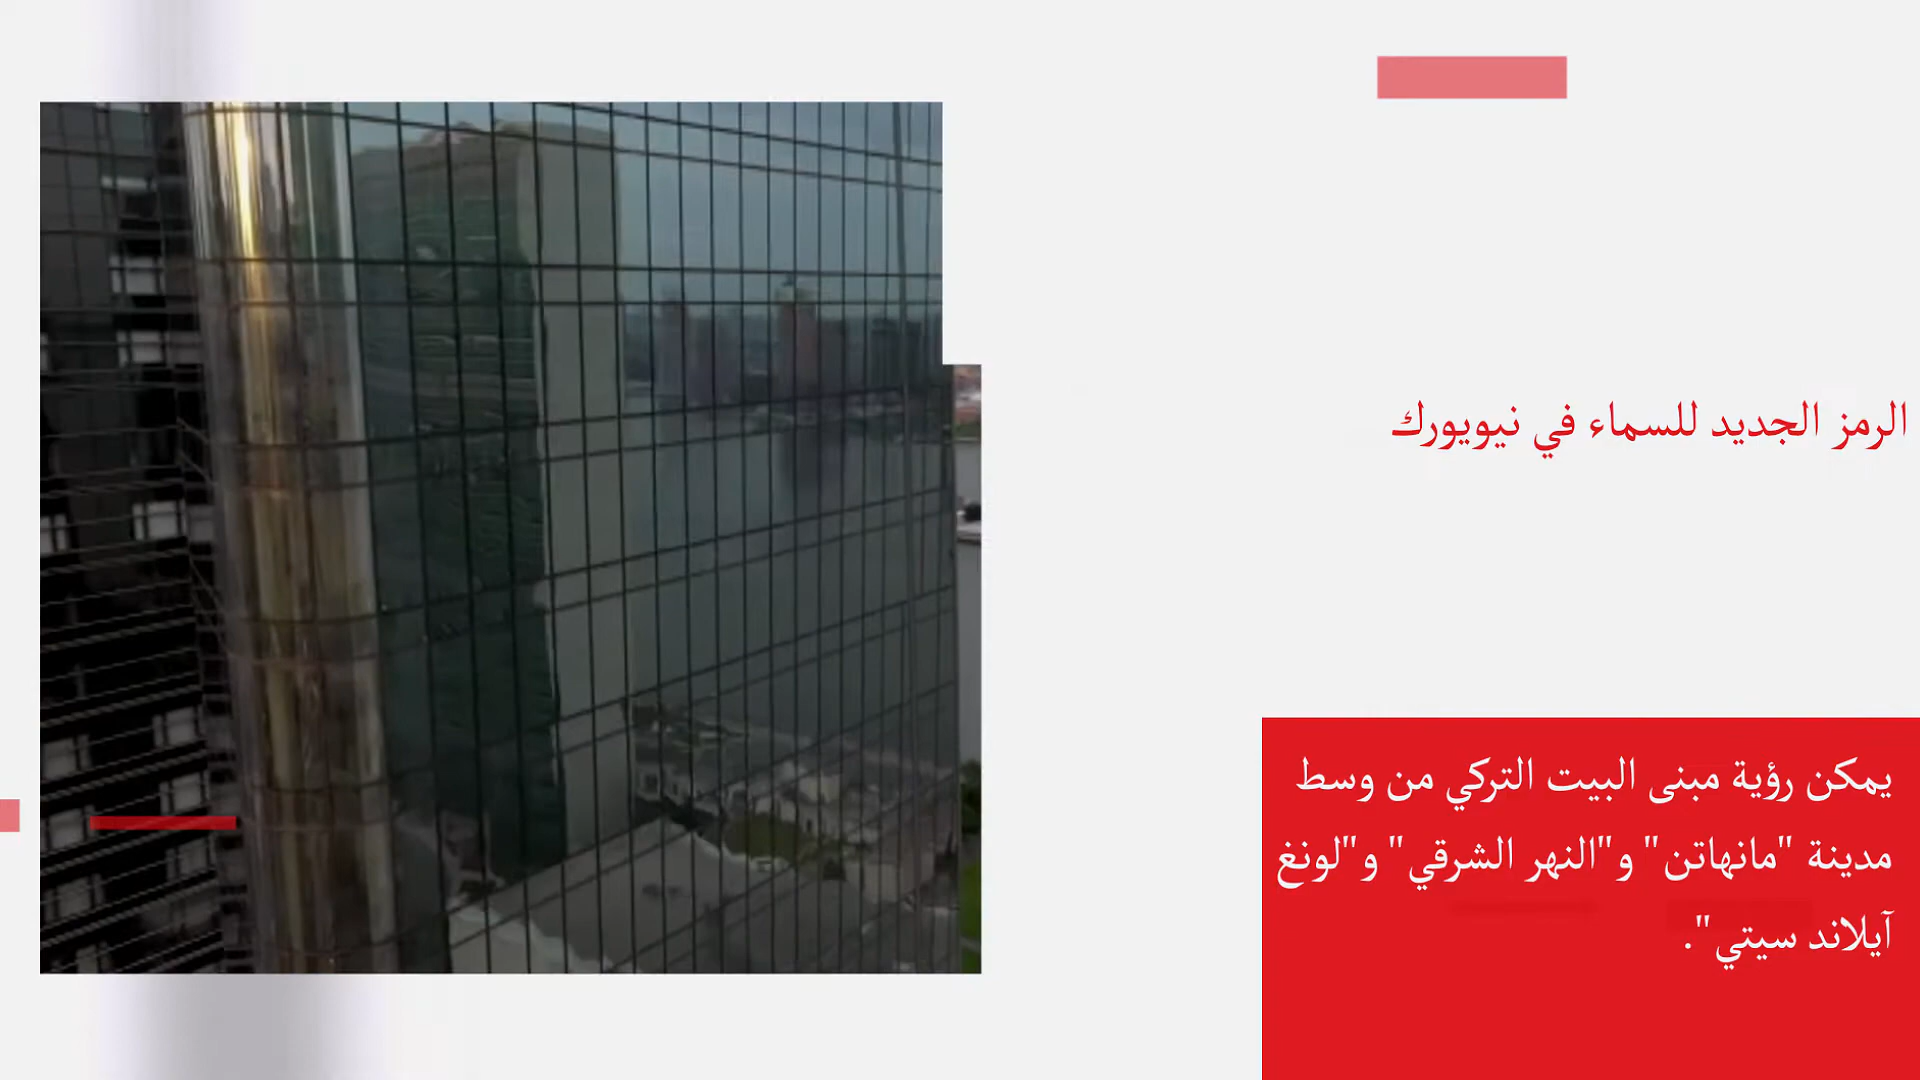 الرمز الجديد للسماء في نيويورك
يمكن رؤية مبنى البيت التركي من وسط
مدينة "مانهاتن" و"النهر الشرقي" و"لونغ
آيلاند سيتي".